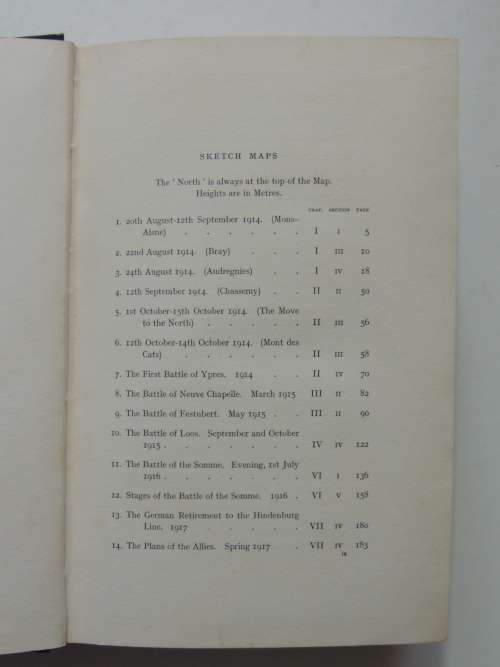 SKETCH MAPS
The ' North ' is always at the top of the Map.
Heights are in Metres.
CHAP. SECTION PAGE
1. 20th August-12th September 1914. (Mons-
Aisne) . . . . . . I I 5
2. 22nd August 1914. (Bray) . . I III 10
3. 24th August 1914. (Audregnies) . I IV 18
4. 12th September 1914. (Chassemy) . . II II 50
5. 1st October-15th October 1914. (The Move
to the North) . . . . . II III 56
6. 12th October-14th October 1914. (Mont des
Cats) . . . . . . II III 58
7. The First Battle of Ypres. 1914 . . II IV 70
8. The Battle of Neuve Chapelle. March 1915 III II 82
9. The Battle of Festubert. May 1915 . . III II 90
10. The Battle of Loos. September and October
1915 . . . . . . . IV IV 122
11. The Battle of the Somme. Evening, 1st July
1916 . . . . . . . VI I 136
12. Stages of the Battle of the Somme. 1916 . VI V 158
13. The German Retirement to the Hindenburg
Line. 1917 . . . . . VII IV 180
14. The Plans of the Allies. Spring 1917 . VII IV 183
ix